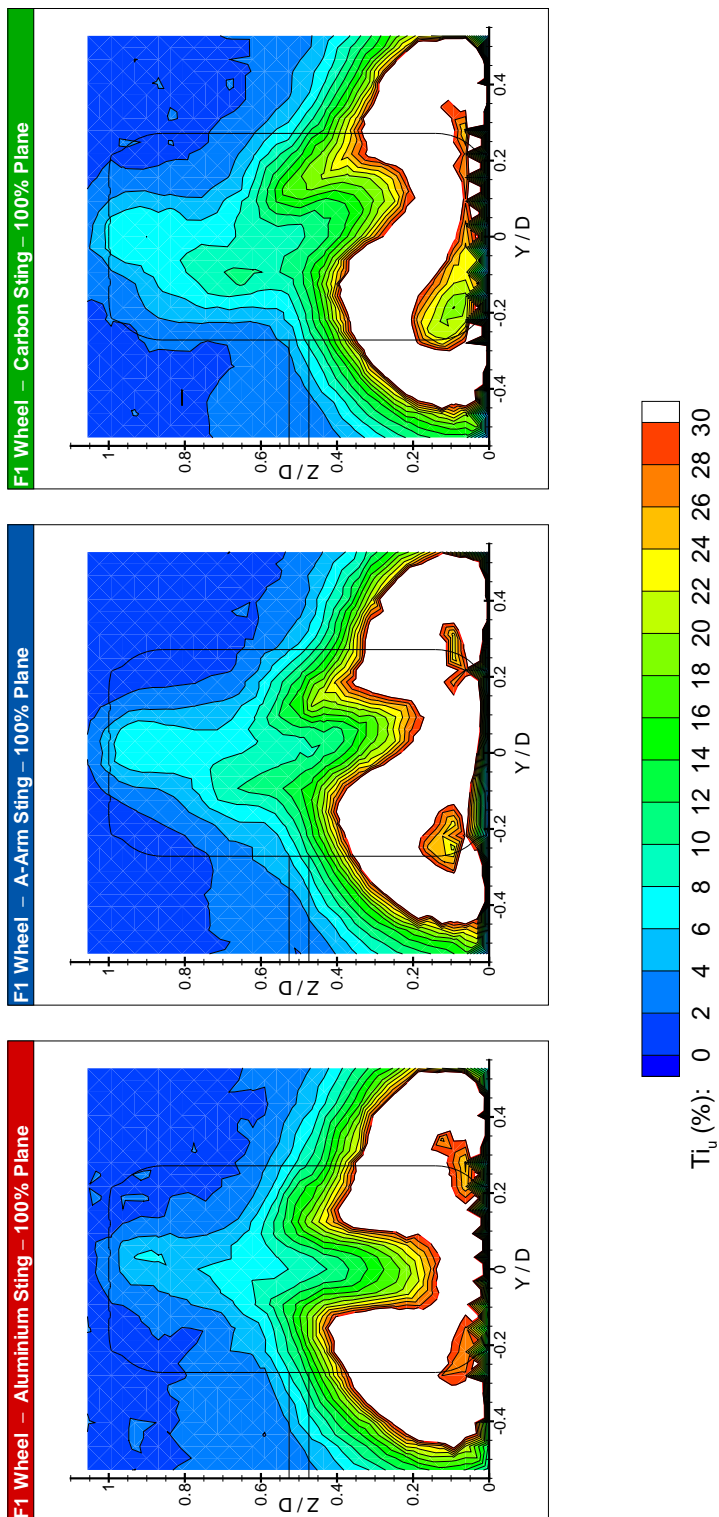 F1 Wheel – Aluminium Sting – 100% Plane
1
0.8
0.6
0.4
0.2
0
Z / D
-0.4 -0.2 0 0.2 0.4
Y / D
F1 Wheel – A-Arm Sting – 100% Plane
1
0.8
0.6
0.4
0.2
0
Z / D
-0.4 -0.2 0 0.2 0.4
Y / D
F1 Wheel – Carbon Sting – 100% Plane
1
0.8
0.6
0.4
0.2
0
Z / D
-0.4 -0.2 0 0.2 0.4
Y / D
Tiu (%): 0 2 4 6 8 10 12 14 16 18 20 22 24 26 28 30